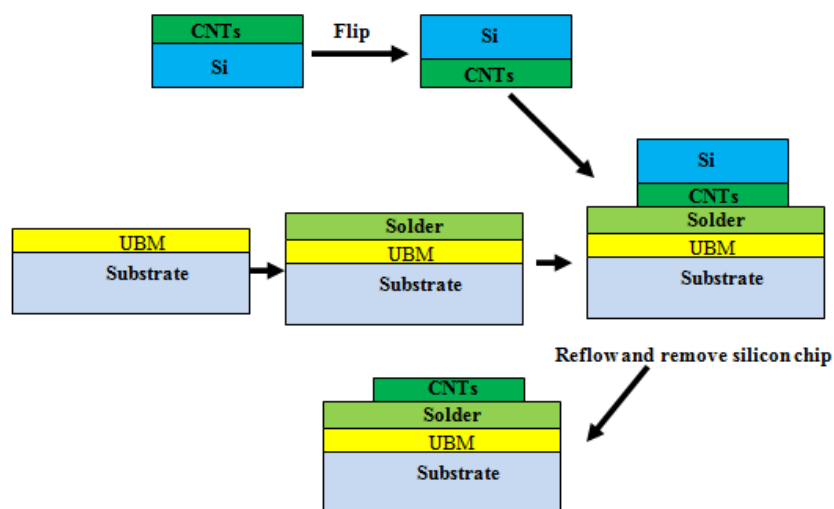 CNTs
Si
Flip
Si
CNTs
Si
CNTs
Solder
UBM
Substrate
UBM
Substrate
Solder
UBM
Substrate
Reflow and remove silicon chip
CNTs
Solder
UBM
Substrate